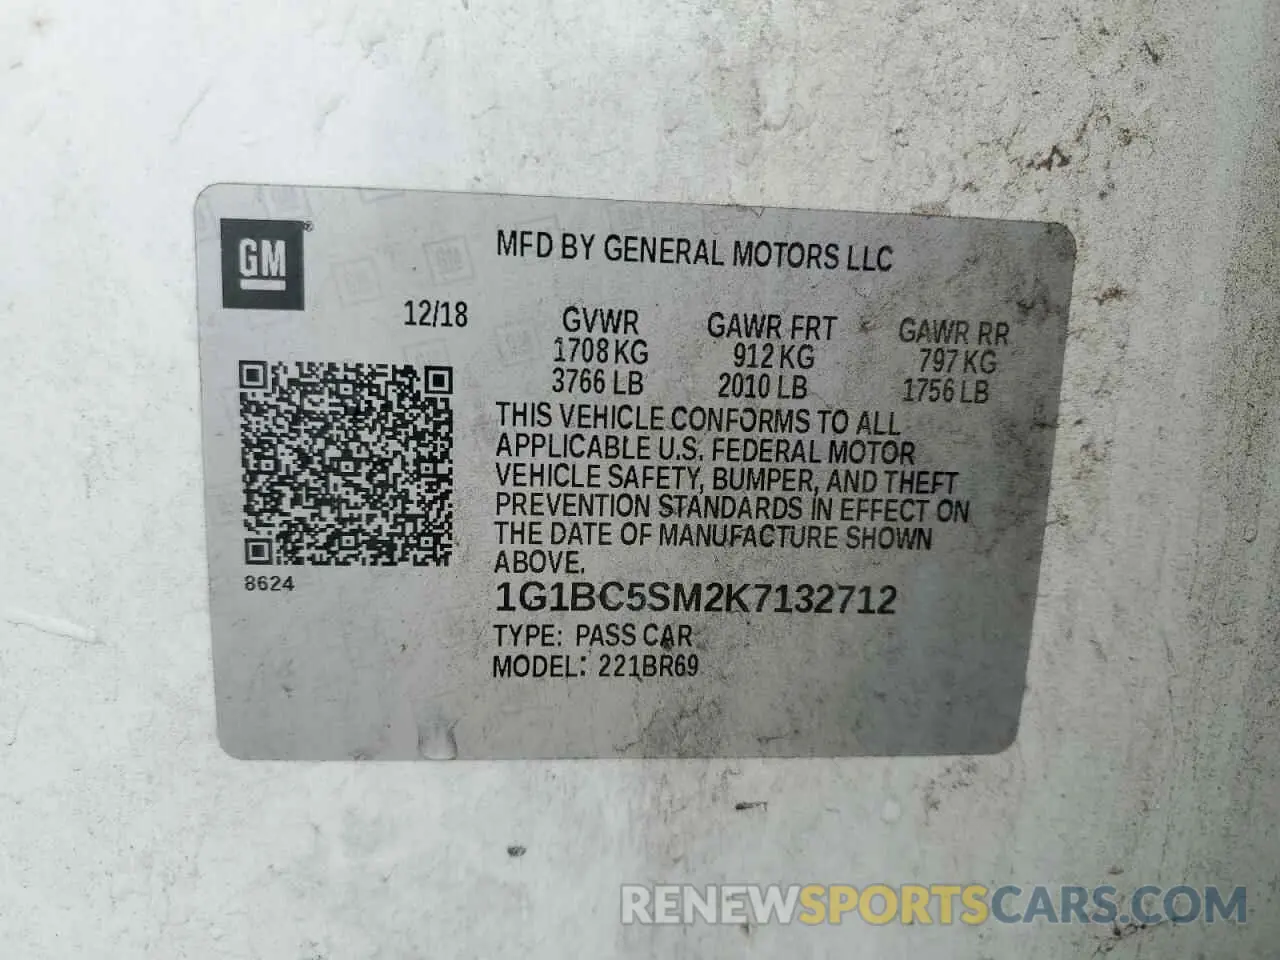 GM®
MFD BY GENERAL MOTORS LLC
12/18
GVWR GAWR FRT GAWR RR
1708 KG 912 KG 797 KG
3766 LB 2010 LB 1756 LB
THIS VEHICLE CONFORMS TO ALL
APPLICABLE U.S. FEDERAL MOTOR
VEHICLE SAFETY, BUMPER, AND THEFT
PREVENTION STANDARDS IN EFFECT ON
THE DATE OF MANUFACTURE SHOWN
ABOVE.
8624
1G1BC5SM2K7132712
TYPE: PASS CAR
MODEL: 221BR69
RENEWSPORTSCARS.COM